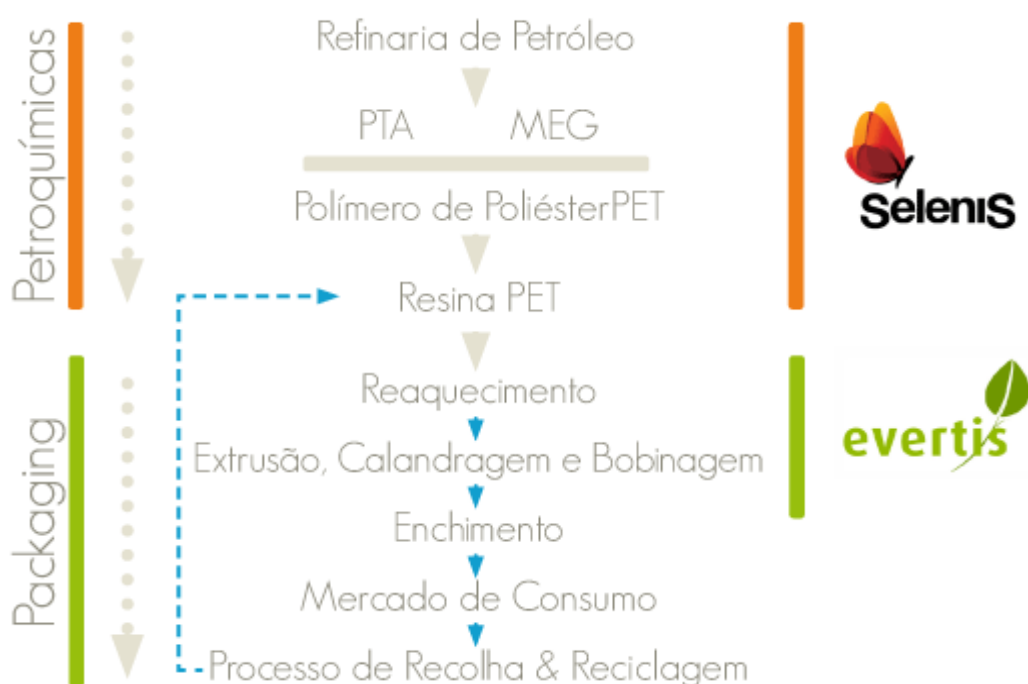 Petroquímicas
Refinaria de Petróleo
PTA MEG
Polímero de PoliésterPET
Resina PET
SeleniS
Packaging
Reaquecimento
Extrusão, Calandragem e Bobinagem
Enchimento
Mercado de Consumo
Processo de Recolha & Reciclagem
evertis